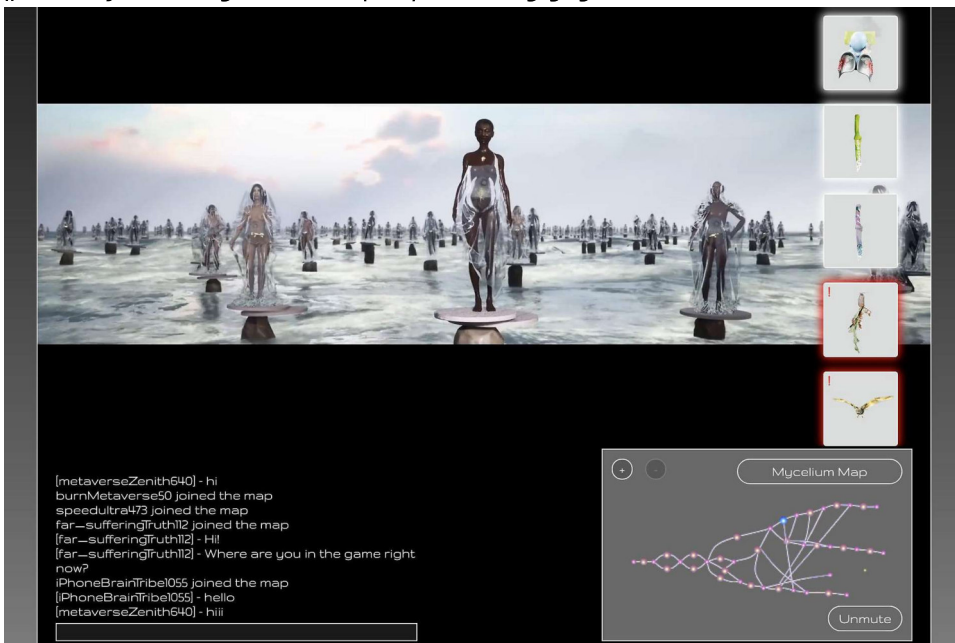 !
!
[metaverseZenith640] - hi
burnMetaverse50 joined the map
speedultra473 joined the map
far—sufferingTruth112 joined the map
[far—sufferingTruth112] - Hi!
[far—sufferingTruth112] - Where are you in the game right
now?
iPhoneBrainTribe1055 joined the map
[iPhoneBrainTribe1055] - hello
[metaverseZenith640] - hiii
+
Mycelium Map
Unmute